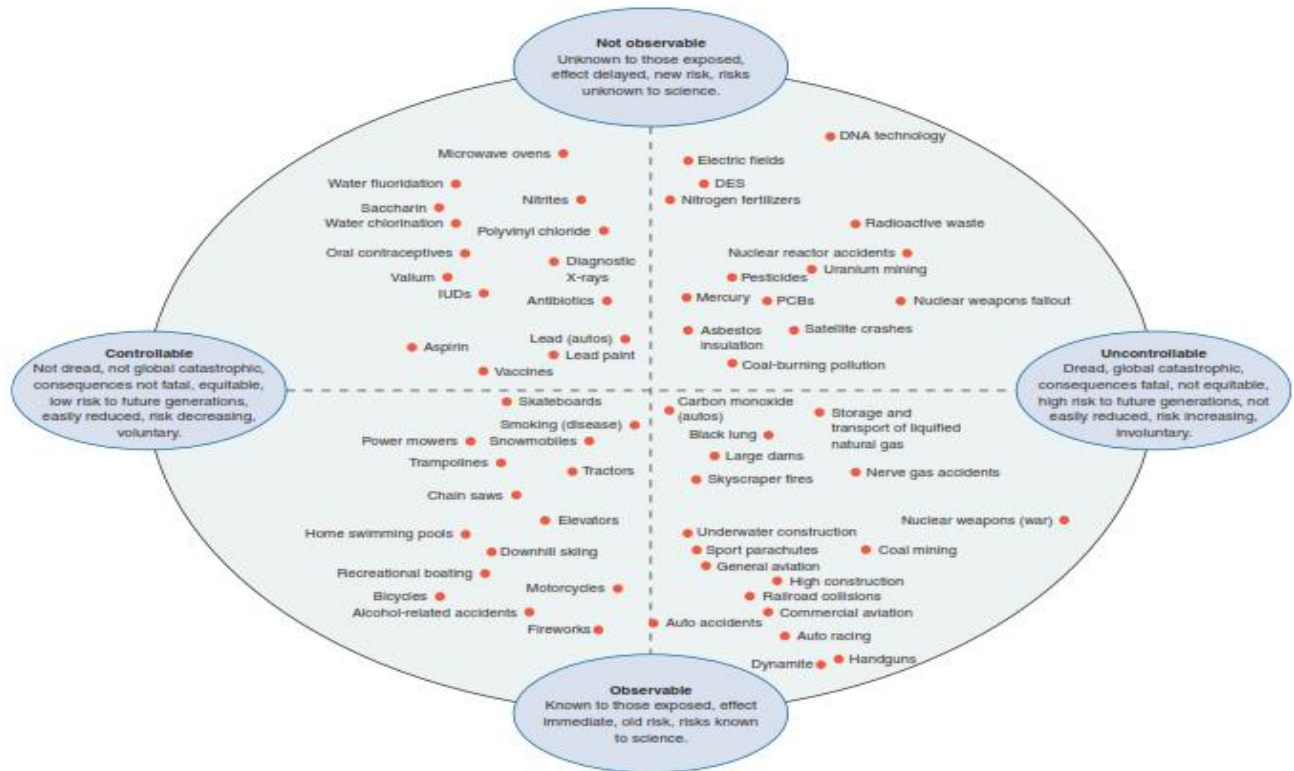 Not observable
Unknown to those exposed,
effect delayed, new risk, risks
unknown to science.
DNA technology
Microwave ovens
Electric fields
Water fluoridation
DES
Nitrites
Nitrogen fertilizers
Saccharin
Water chlorination
Radioactive waste
Polyvinyl chloride
Oral contraceptives
Nuclear reactor accidents
Diagnostic
X-rays
Uranium mining
Valium
Pesticides
IUDs
Antibiotics
Mercury
PCBs
Nuclear weapons fallout
Asbestos
insulation
Satellite crashes
Lead (autos)
Aspirin
Lead paint
Coal-burning pollution
Vaccines
Controllable
Not dread, not global catastrophic,
consequences not fatal, equitable,
low risk to future generations,
easily reduced, risk decreasing,
voluntary.
Uncontrollable
Dread, global catastrophic,
consequences fatal, not equitable,
high risk to future generations, not
easily reduced, risk increasing,
involuntary.
Skateboards
Carbon monoxide
(autos)
Storage and
transport of liquified
natural gas
Smoking (disease)
Power mowers
Snowmobiles
Black lung
Large dams
Trampolines
Tractors
Skyscraper fires
Nerve gas accidents
Chain saws
Elevators
Nuclear weapons (war)
Home swimming pools
Underwater construction
Downhill skiing
Sport parachutes
Coal mining
General aviation
Recreational boating
High construction
Motorcycles
Bicycles
Railroad collisions
Alcohol-related accidents
Commercial aviation
Fireworks
Auto accidents
Auto racing
Dynamite
Handguns
Observable
Known to those exposed, effect
immediate, old risk, risks known
to science.